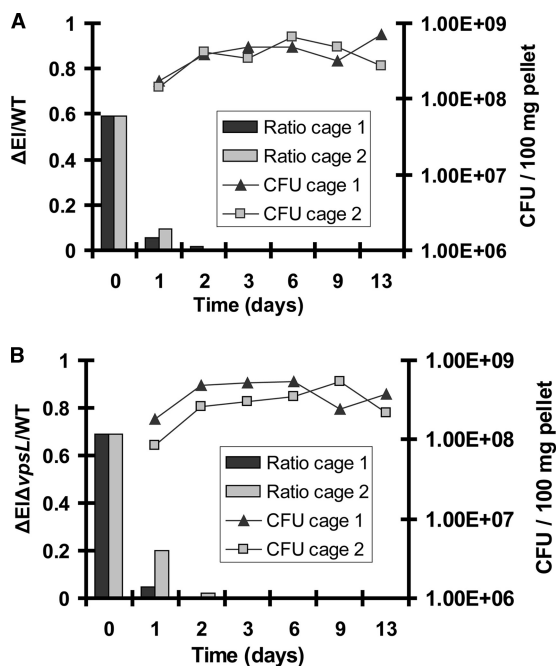 A
1
0.8
0.6
0.4
0.2
0
ΔEI/WT
1.00E+09
1.00E+08
1.00E+07
1.00E+06
CFU / 100 mg pellet
Ratio cage 1
Ratio cage 2
CFU cage 1
CFU cage 2
0 1 2 3 6 9 13
Time (days)
B
1
0.8
0.6
0.4
0.2
0
ΔEIΔvpsL/WT
1.00E+09
1.00E+08
1.00E+07
1.00E+06
CFU / 100 mg pellet
Ratio cage 1
Ratio cage 2
CFU cage 1
CFU cage 2
0 1 2 3 6 9 13
Time (days)